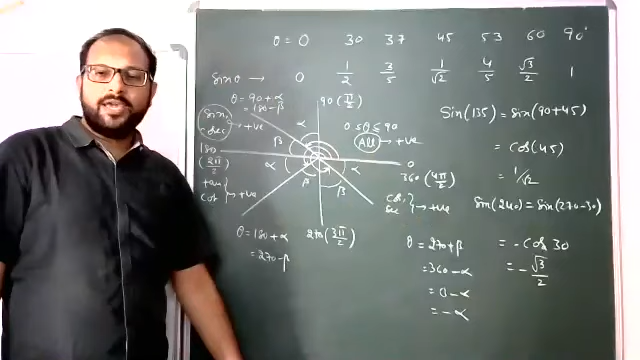 θ = 0 30 37 45 53 60 90°
Sin θ → 0 1/2 3/5 1/√2 4/5 √3/2 1
θ = 90 + α
= 180 - β
Sin, cosec → +ve
90 (π/2)
α
β
0 ≤ θ ≤ 90
All → +ve
180 (2π/2)
0
360 (4π/2)
α
α
β
β
tan cot } → +ve
cos, sec } → +ve
θ = 180 + α
= 270 - β
270 (3π/2)
θ = 270 + β
= 360 - α
= 0 - α
= - α
Sin(135) = Sin(90+45)
= cos(45)
= 1/√2
Sin(240) = Sin(270-30)
= - cos 30
= - √3/2